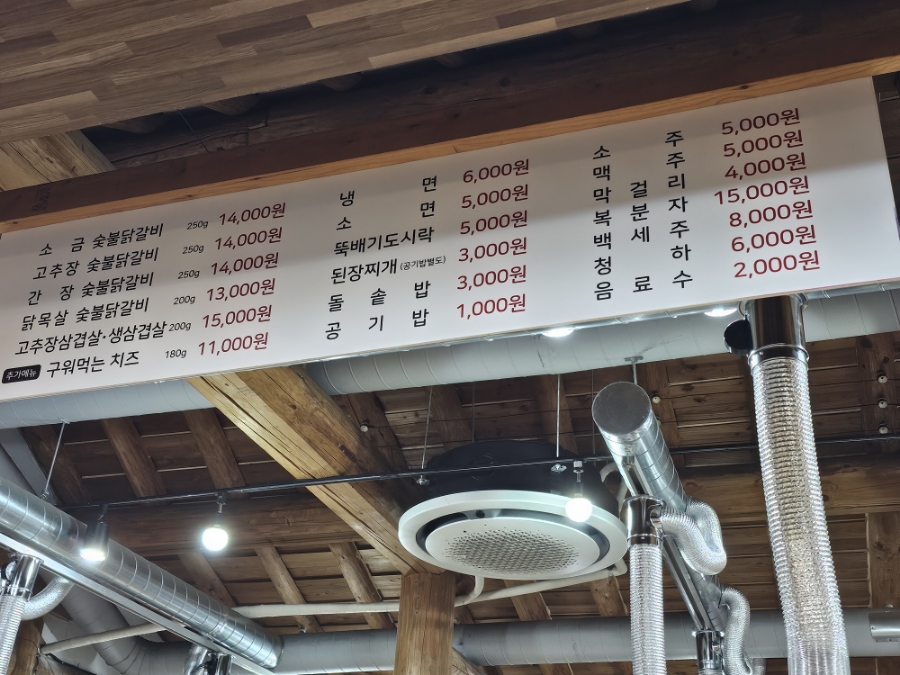 소 금 숯불닭갈비 250g 14,000원
고추장 숯불닭갈비 250g 14,000원
간 장 숯불닭갈비 250g 14,000원
닭목살 숯불닭갈비 200g 13,000원
고추장삼겹살·생삼겹살 200g 15,000원
추가메뉴 구워먹는 치즈 180g 11,000원
냉 면 6,000원
소 면 5,000원
뚝배기도시락 5,000원
된장찌개 (공기밥별도) 3,000원
돌 솥 밥 3,000원
공 기 밥 1,000원
소 주 5,000원
맥 주 5,000원
막 걸 리 4,000원
복 분 자 15,000원
백 세 주 8,000원
청 하 6,000원
음 료 수 2,000원